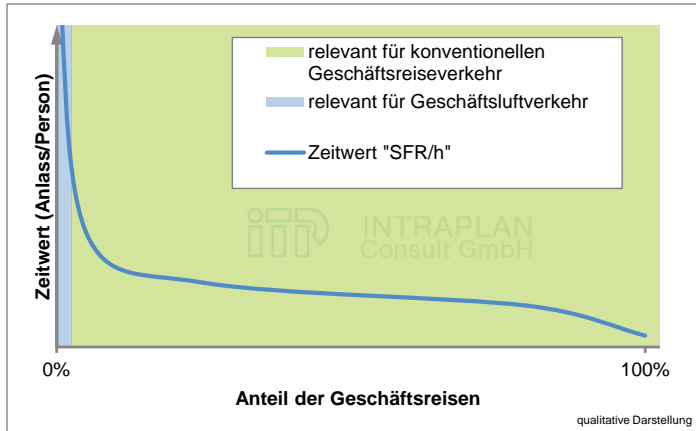 relevant für konventionellen
Geschäftsreiseverkehr
relevant für Geschäftsluftverkehr
Zeitwert "SFR/h"
Zeitwert (Anlass/Person)
iTP INTRAPLAN
Consult GmbH
0%
100%
Anteil der Geschäftsreisen
qualitative Darstellung